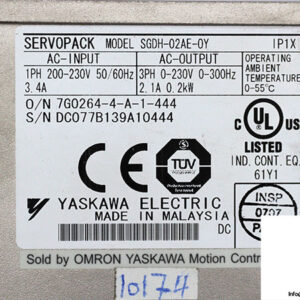 SERVOPACK MODEL SGDH-02AE-OY IP1X
AC-INPUT AC-OUTPUT OPERATING AMBIENT TEMPERATURE
1PH 200-230V 50/60Hz 3PH 0-230V 0-300Hz
3.4A 2.1A 0.2kW 0-55°C
O/N 7G0264-4-A-1-444
S/N DC077B139A10444
C UL US
LISTED
IND. CONT. EQ.
61Y1
CE
TUV
YASKAWA ELECTRIC
MADE IN MALAYSIA
DC
INSP
0707
Sold by OMRON YASKAWA Motion Contr
10174